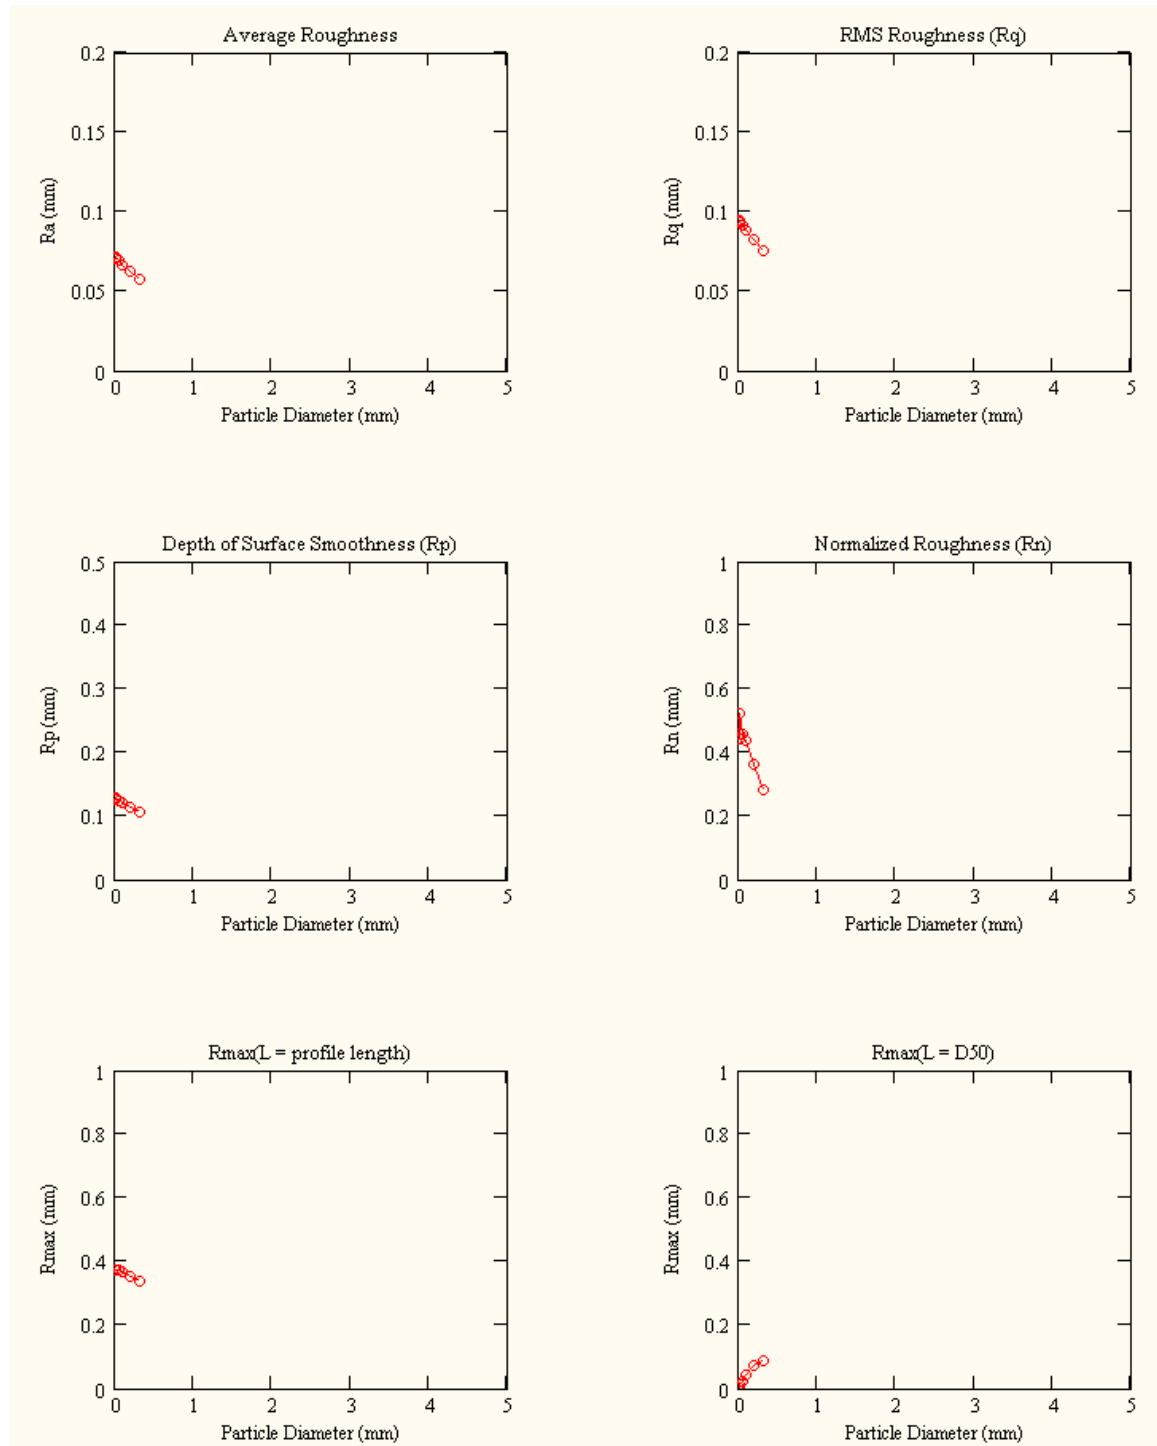 Average Roughness
0.2
0.15
0.1
0.05
0
Ra (mm)
0 1 2 3 4 5
Particle Diameter (mm)
RMS Roughness (Rq)
0.2
0.15
0.1
0.05
0
Rq (mm)
0 1 2 3 4 5
Particle Diameter (mm)
Depth of Surface Smoothness (Rp)
0.5
0.4
0.3
0.2
0.1
0
Rp (mm)
0 1 2 3 4 5
Particle Diameter (mm)
Normalized Roughness (Rn)
1
0.8
0.6
0.4
0.2
0
Rn (mm)
0 1 2 3 4 5
Particle Diameter (mm)
Rmax(L = profile length)
1
0.8
0.6
0.4
0.2
0
Rmax (mm)
0 1 2 3 4 5
Particle Diameter (mm)
Rmax(L = D50)
1
0.8
0.6
0.4
0.2
0
Rmax (mm)
0 1 2 3 4 5
Particle Diameter (mm)